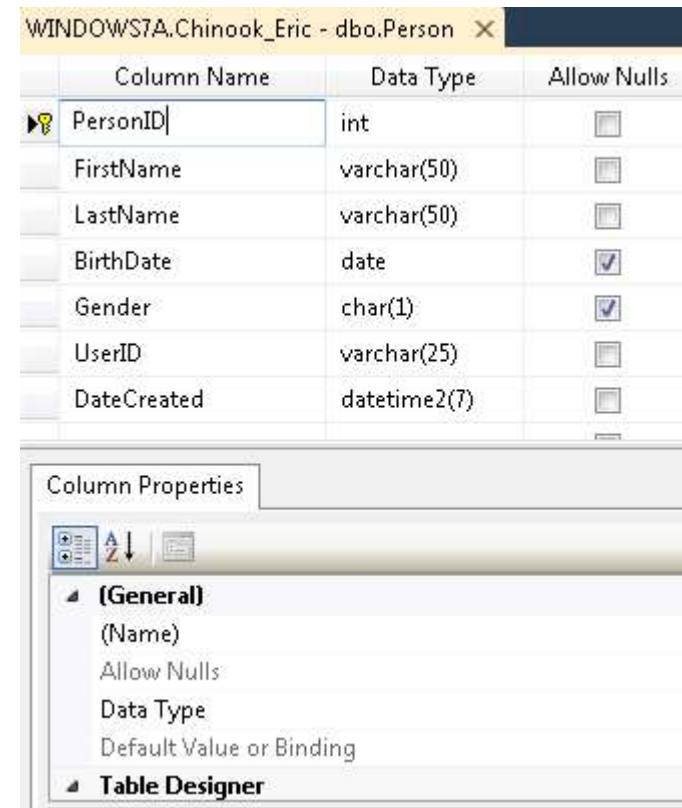 WINDOWS7A.Chinook_Eric - dbo.Person
Column Name Data Type Allow Nulls
PersonID int
FirstName varchar(50)
LastName varchar(50)
BirthDate date
Gender char(1)
UserID varchar(25)
DateCreated datetime2(7)
Column Properties
A Z
(General)
(Name)
Allow Nulls
Data Type
Default Value or Binding
Table Designer